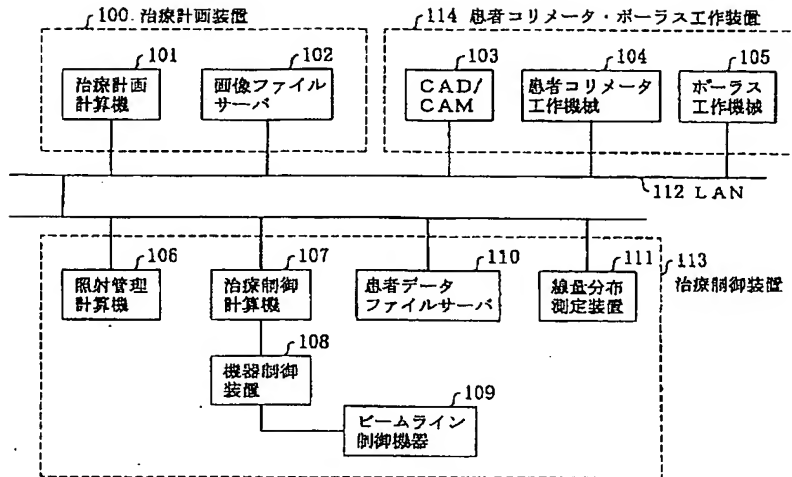 100 治療計画装置
114 患者コリメータ・ボーラス工作装置
101
治療計画
計算機
102
画像ファイル
サーバ
103
CAD/
CAM
104
患者コリメータ
工作機械
105
ボーラス
工作機械
112 LAN
106
照射管理
計算機
107
治療制御
計算機
110
患者データ
ファイルサーバ
111
線量分布
測定装置
113
治療制御装置
108
機器制御
装置
109
ビームライン
制御機器